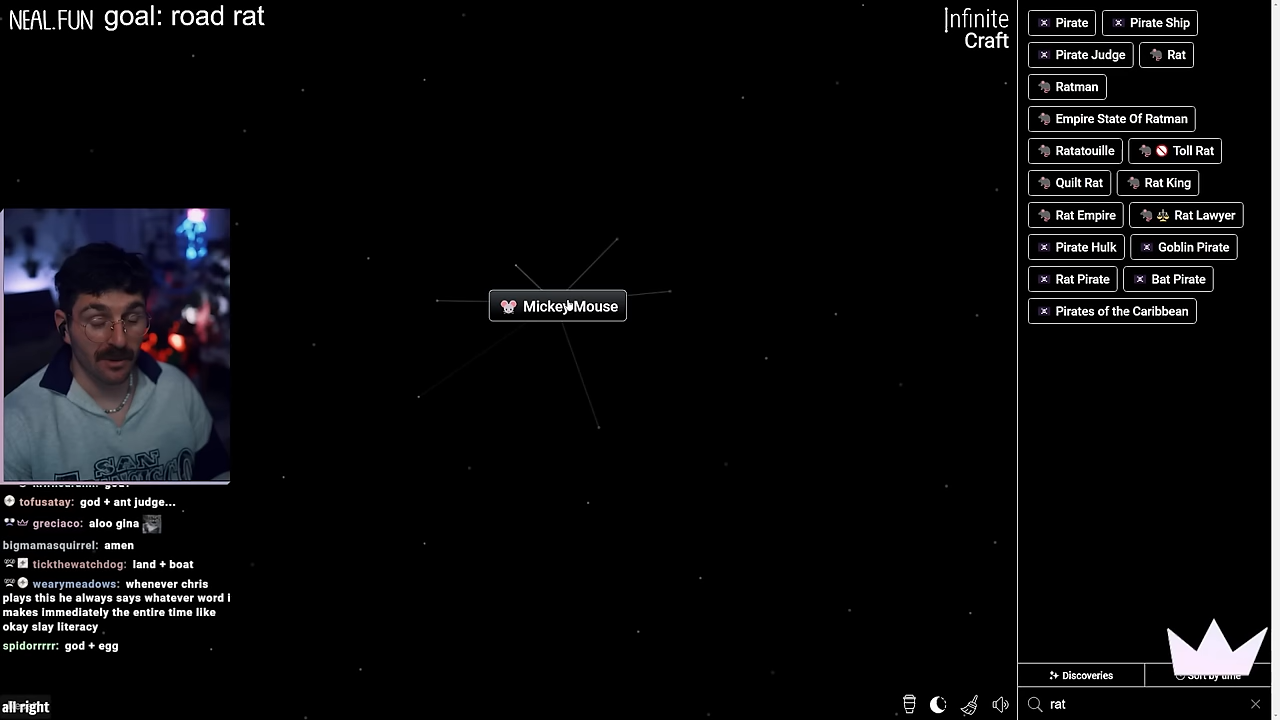 NEAL.FUN goal: road rat
Infinite
Craft
Pirate
Pirate Ship
Pirate Judge
Rat
Ratman
Empire State Of Ratman
Ratatouille
Toll Rat
Quilt Rat
Rat King
Rat Empire
Rat Lawyer
Pirate Hulk
Goblin Pirate
Rat Pirate
Bat Pirate
Pirates of the Caribbean
Mickey Mouse
tofusatay: god + ant judge...
greciaco: aloo gina
bigmamasquirrel: amen
tickthewatchdog: land + boat
wearymeadows: whenever chris
plays this he always says whatever word i
makes immediately the entire time like
okay slay literacy
spidorrrrr: god + egg
all right
Discoveries
Sort by time
rat